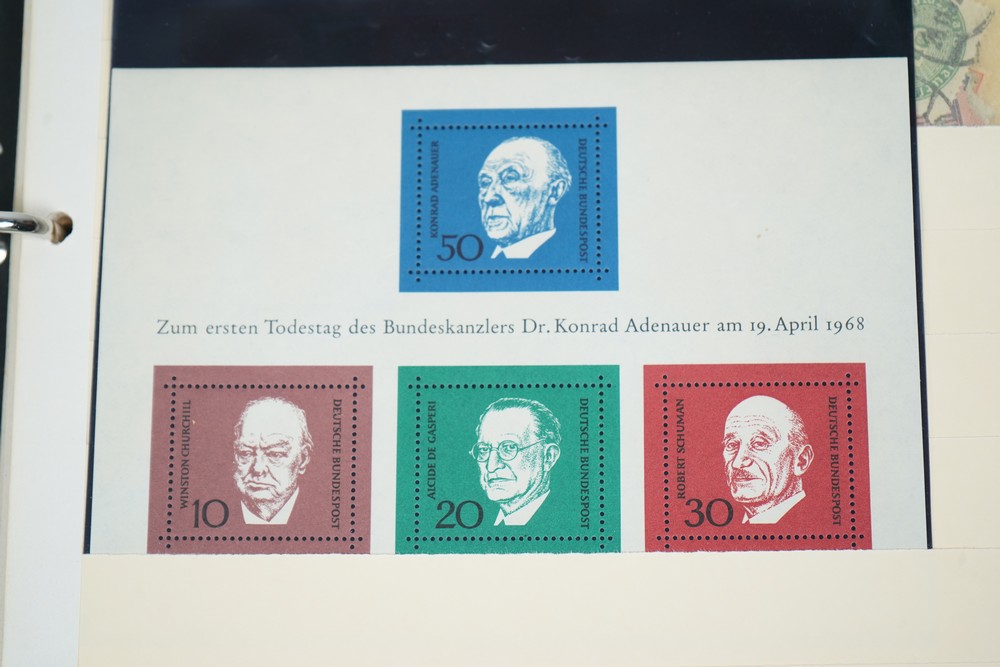 KONRAD ADENAUER
50
DEUTSCHE BUNDESPOST
Zum ersten Todestag des Bundeskanzlers Dr. Konrad Adenauer am 19. April 1968
WINSTON CHURCHILL
10
DEUTSCHE BUNDESPOST
ALCIDE DE GASPERI
20
DEUTSCHE BUNDESPOST
ROBERT SCHUMAN
30
DEUTSCHE BUNDESPOST